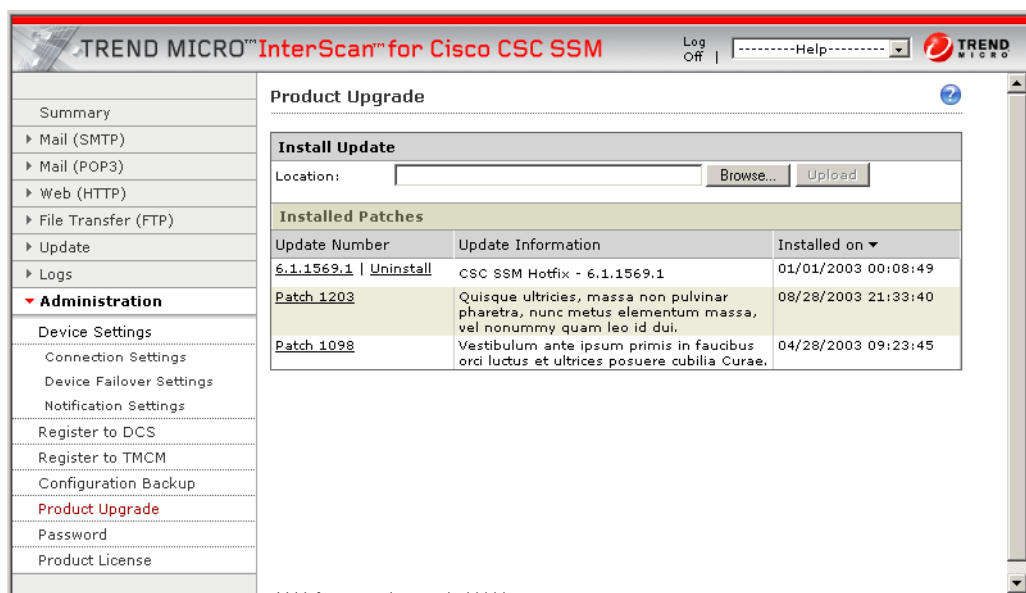 TREND MICRO™ InterScan™ for Cisco CSC SSM
Log Off |
---------Help---------
TREND MICRO
Summary
Mail (SMTP)
Mail (POP3)
Web (HTTP)
File Transfer (FTP)
Update
Logs
Administration
Device Settings
Connection Settings
Device Failover Settings
Notification Settings
Register to DCS
Register to TMCM
Configuration Backup
Product Upgrade
Password
Product License
Product Upgrade
?
Install Update
Location:
Browse...
Upload
Installed Patches
Update Number Update Information Installed on
6.1.1569.1 | Uninstall CSC SSM Hotfix - 6.1.1569.1 01/01/2003 00:08:49
Patch 1203 Quisque ultricies, massa non pulvinar 08/28/2003 21:33:40
pharetra, nunc metus elementum massa,
vel nonummy quam leo id dui.
Patch 1098 Vestibulum ante ipsum primis in faucibus 04/28/2003 09:23:45
orci luctus et ultrices posuere cubilia Curae.